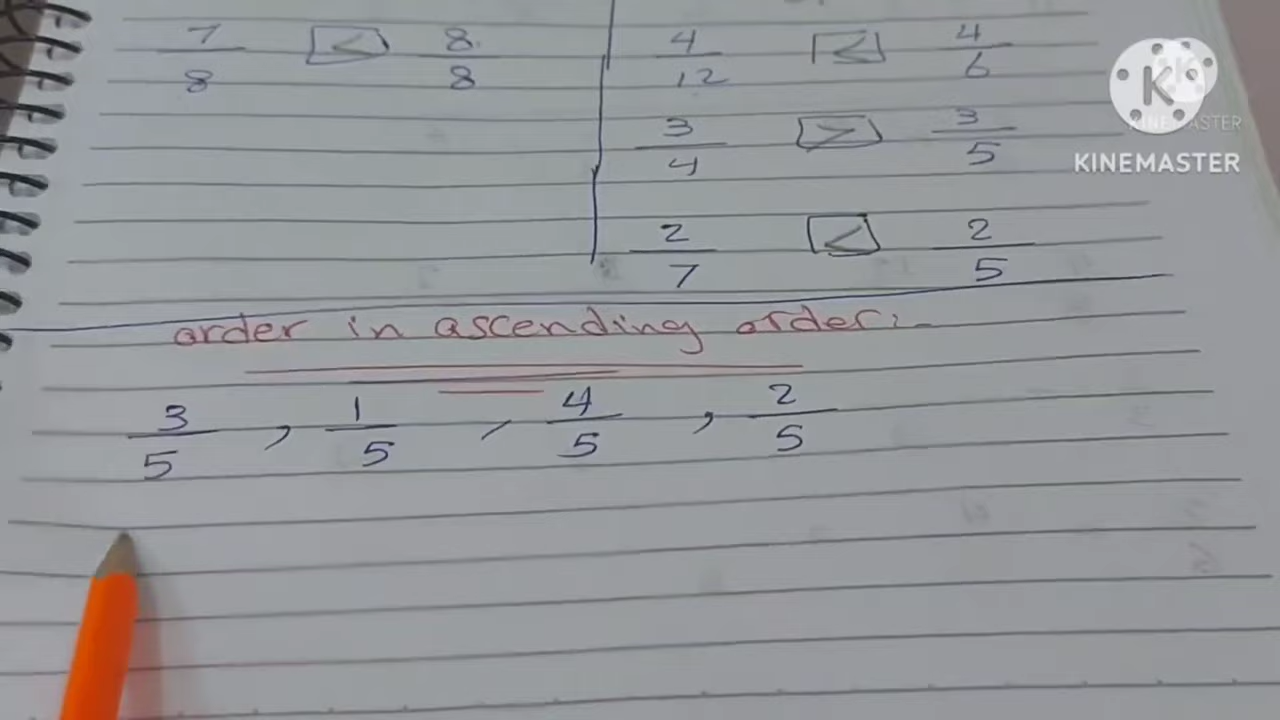 7/8 < 8/8
4/12 < 4/6
3/4 > 3/5
2/7 < 2/5
order in ascending order:-
3/5 , 1/5 , 4/5 , 2/5
KINEMASTER
KINEMASTER